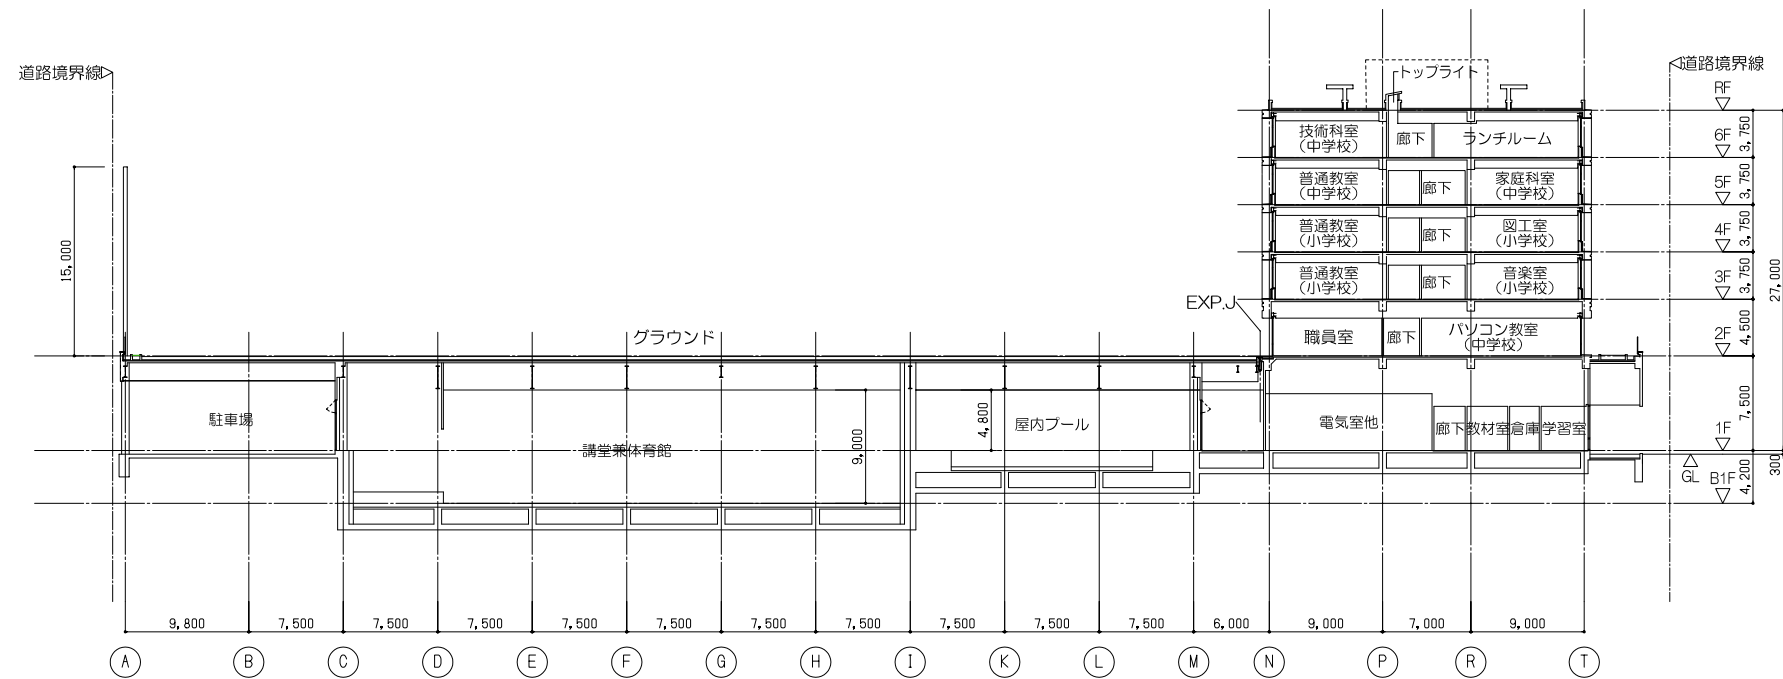 道路境界線
道路境界線
トップライト
RF
技術科室
(中学校)
廊下
ランチルーム
6F
3,750
普通教室
(中学校)
廊下
家庭科室
(中学校)
5F
3,750
普通教室
(小学校)
廊下
図工室
(小学校)
4F
3,750
普通教室
(小学校)
廊下
音楽室
(小学校)
3F
3,750
27,000
15,000
EXP.J
グラウンド
職員室
廊下
パソコン教室
(中学校)
2F
4,500
駐車場
講堂兼体育館
9,000
4,800
屋内プール
電気室他
廊下
教材室
倉庫
学習室
1F
7,500
GL
300
B1F
4,200
9,800
7,500
7,500
7,500
7,500
7,500
7,500
7,500
7,500
7,500
7,500
6,000
9,000
7,000
9,000
A
B
C
D
E
F
G
H
I
K
L
M
N
P
R
T